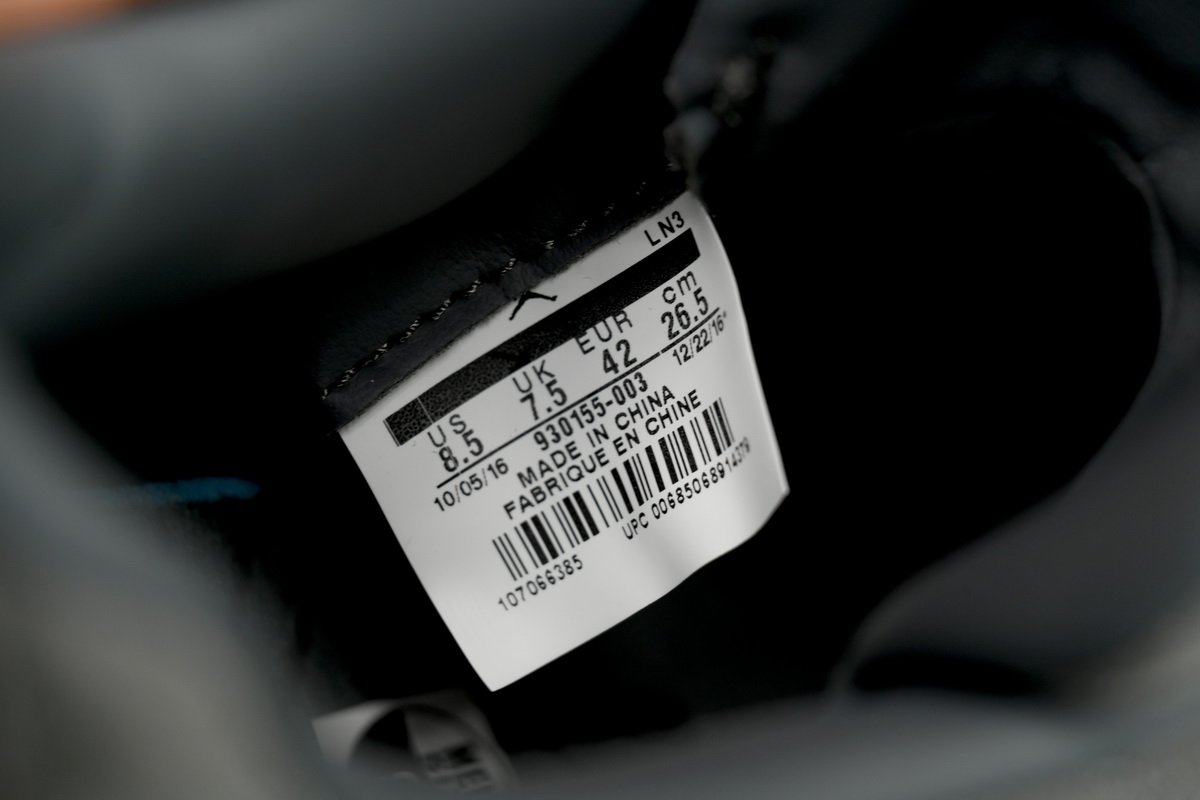 LN3
US UK EUR cm
8.5 7.5 42 26.5
10/05/16 930155-003 12/22/16
MADE IN CHINA
FABRIQUE EN CHINE
107066385 UPC 00685068914379